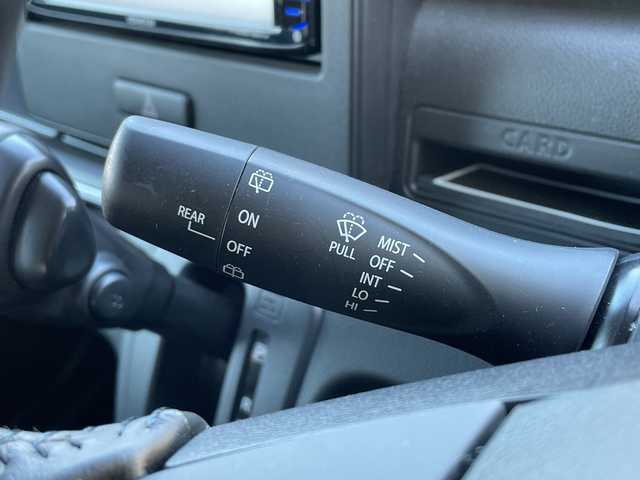 CARD
REAR
ON
OFF
PULL
MIST
OFF
INT
LO
HI